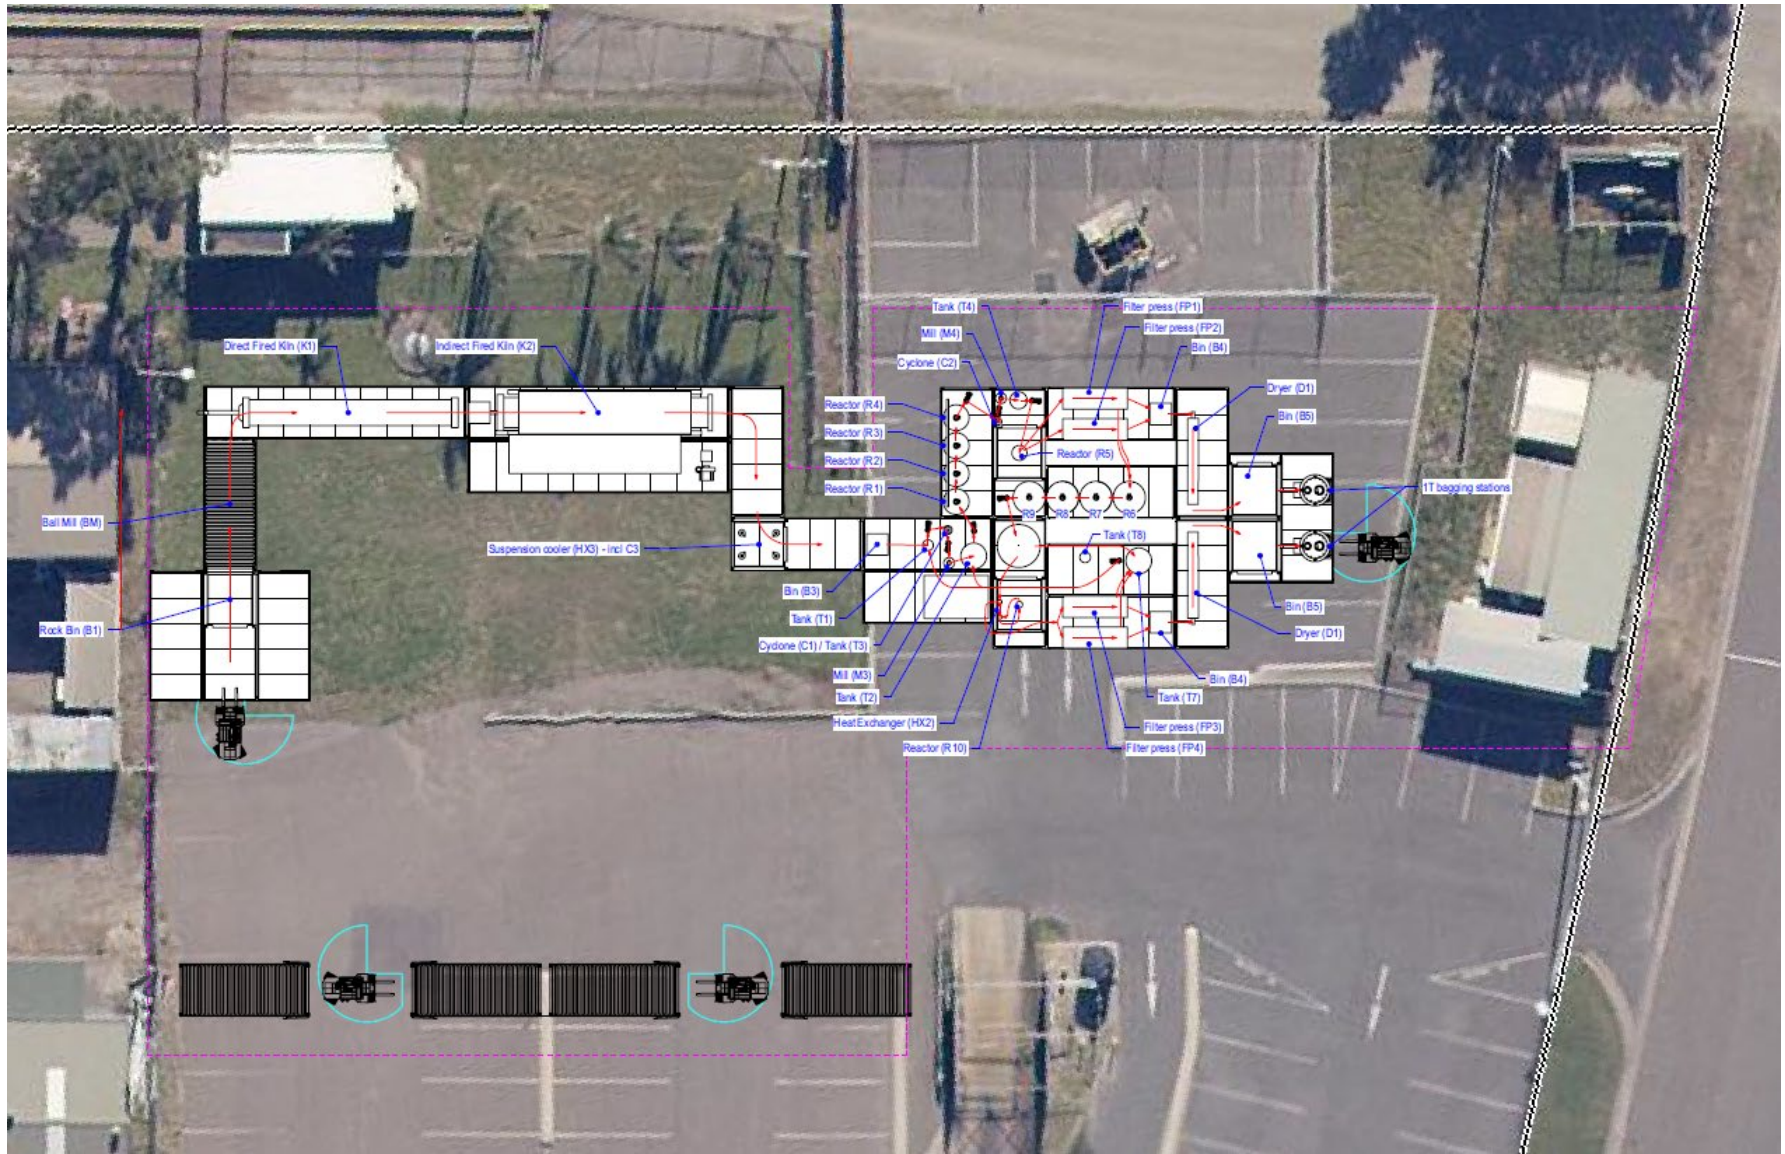 Tank (T4)
Filter press (FP1)
Mill (M4)
Filter press (FP2)
Direct Fired Kiln (K1)
Indirect Fired Kiln (K2)
Bin (B4)
Cyclone (C2)
Dryer (D1)
Reactor (R4)
Bin (B5)
Reactor (R3)
Reactor (R5)
Reactor (R2)
Reactor (R1)
1T bagging stations
R9
R8
R7
R6
Ball Mill (BM)
Tank (T8)
Suspension cooler (HX3) - incl C3
Bin (B3)
Bin (B5)
Tank (T1)
Rock Bin (B1)
Dryer (D1)
Cyclone (C1) / Tank (T3)
Mill (M3)
Bin (B4)
Tank (T2)
Tank (T7)
Heat Exchanger (HX2)
Filter press (FP3)
Reactor (R10)
Filter press (FP4)